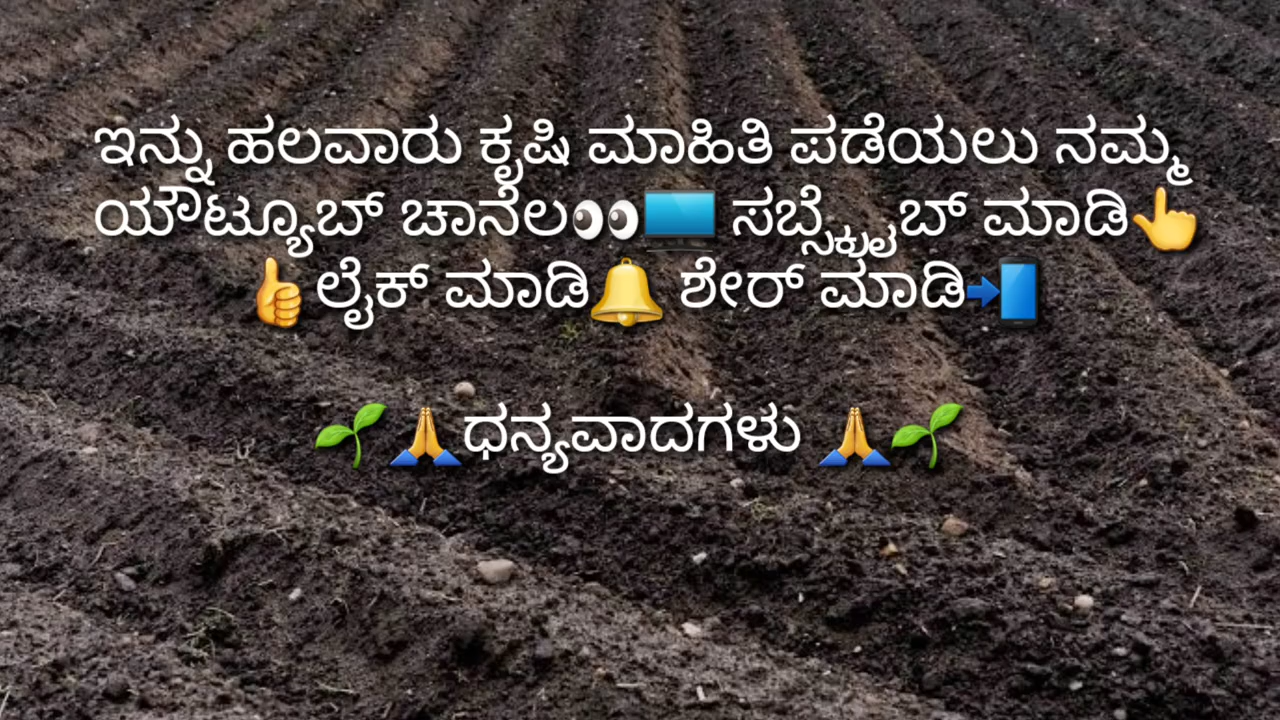 ಇನ್ನು ಹಲವಾರು ಕೃಷಿ ಮಾಹಿತಿ ಪಡೆಯಲು ನಮ್ಮ
ಯೌಟ್ಯೂಬ್ ಚಾನೆಲ👀🖥️ ಸಬ್ಸ್ಕ್ರೈಬ್ ಮಾಡಿ👆
👍ಲೈಕ್ ಮಾಡಿ🔔 ಶೇರ್ ಮಾಡಿ📲
🌱🙏ಧನ್ಯವಾದಗಳು 🙏🌱